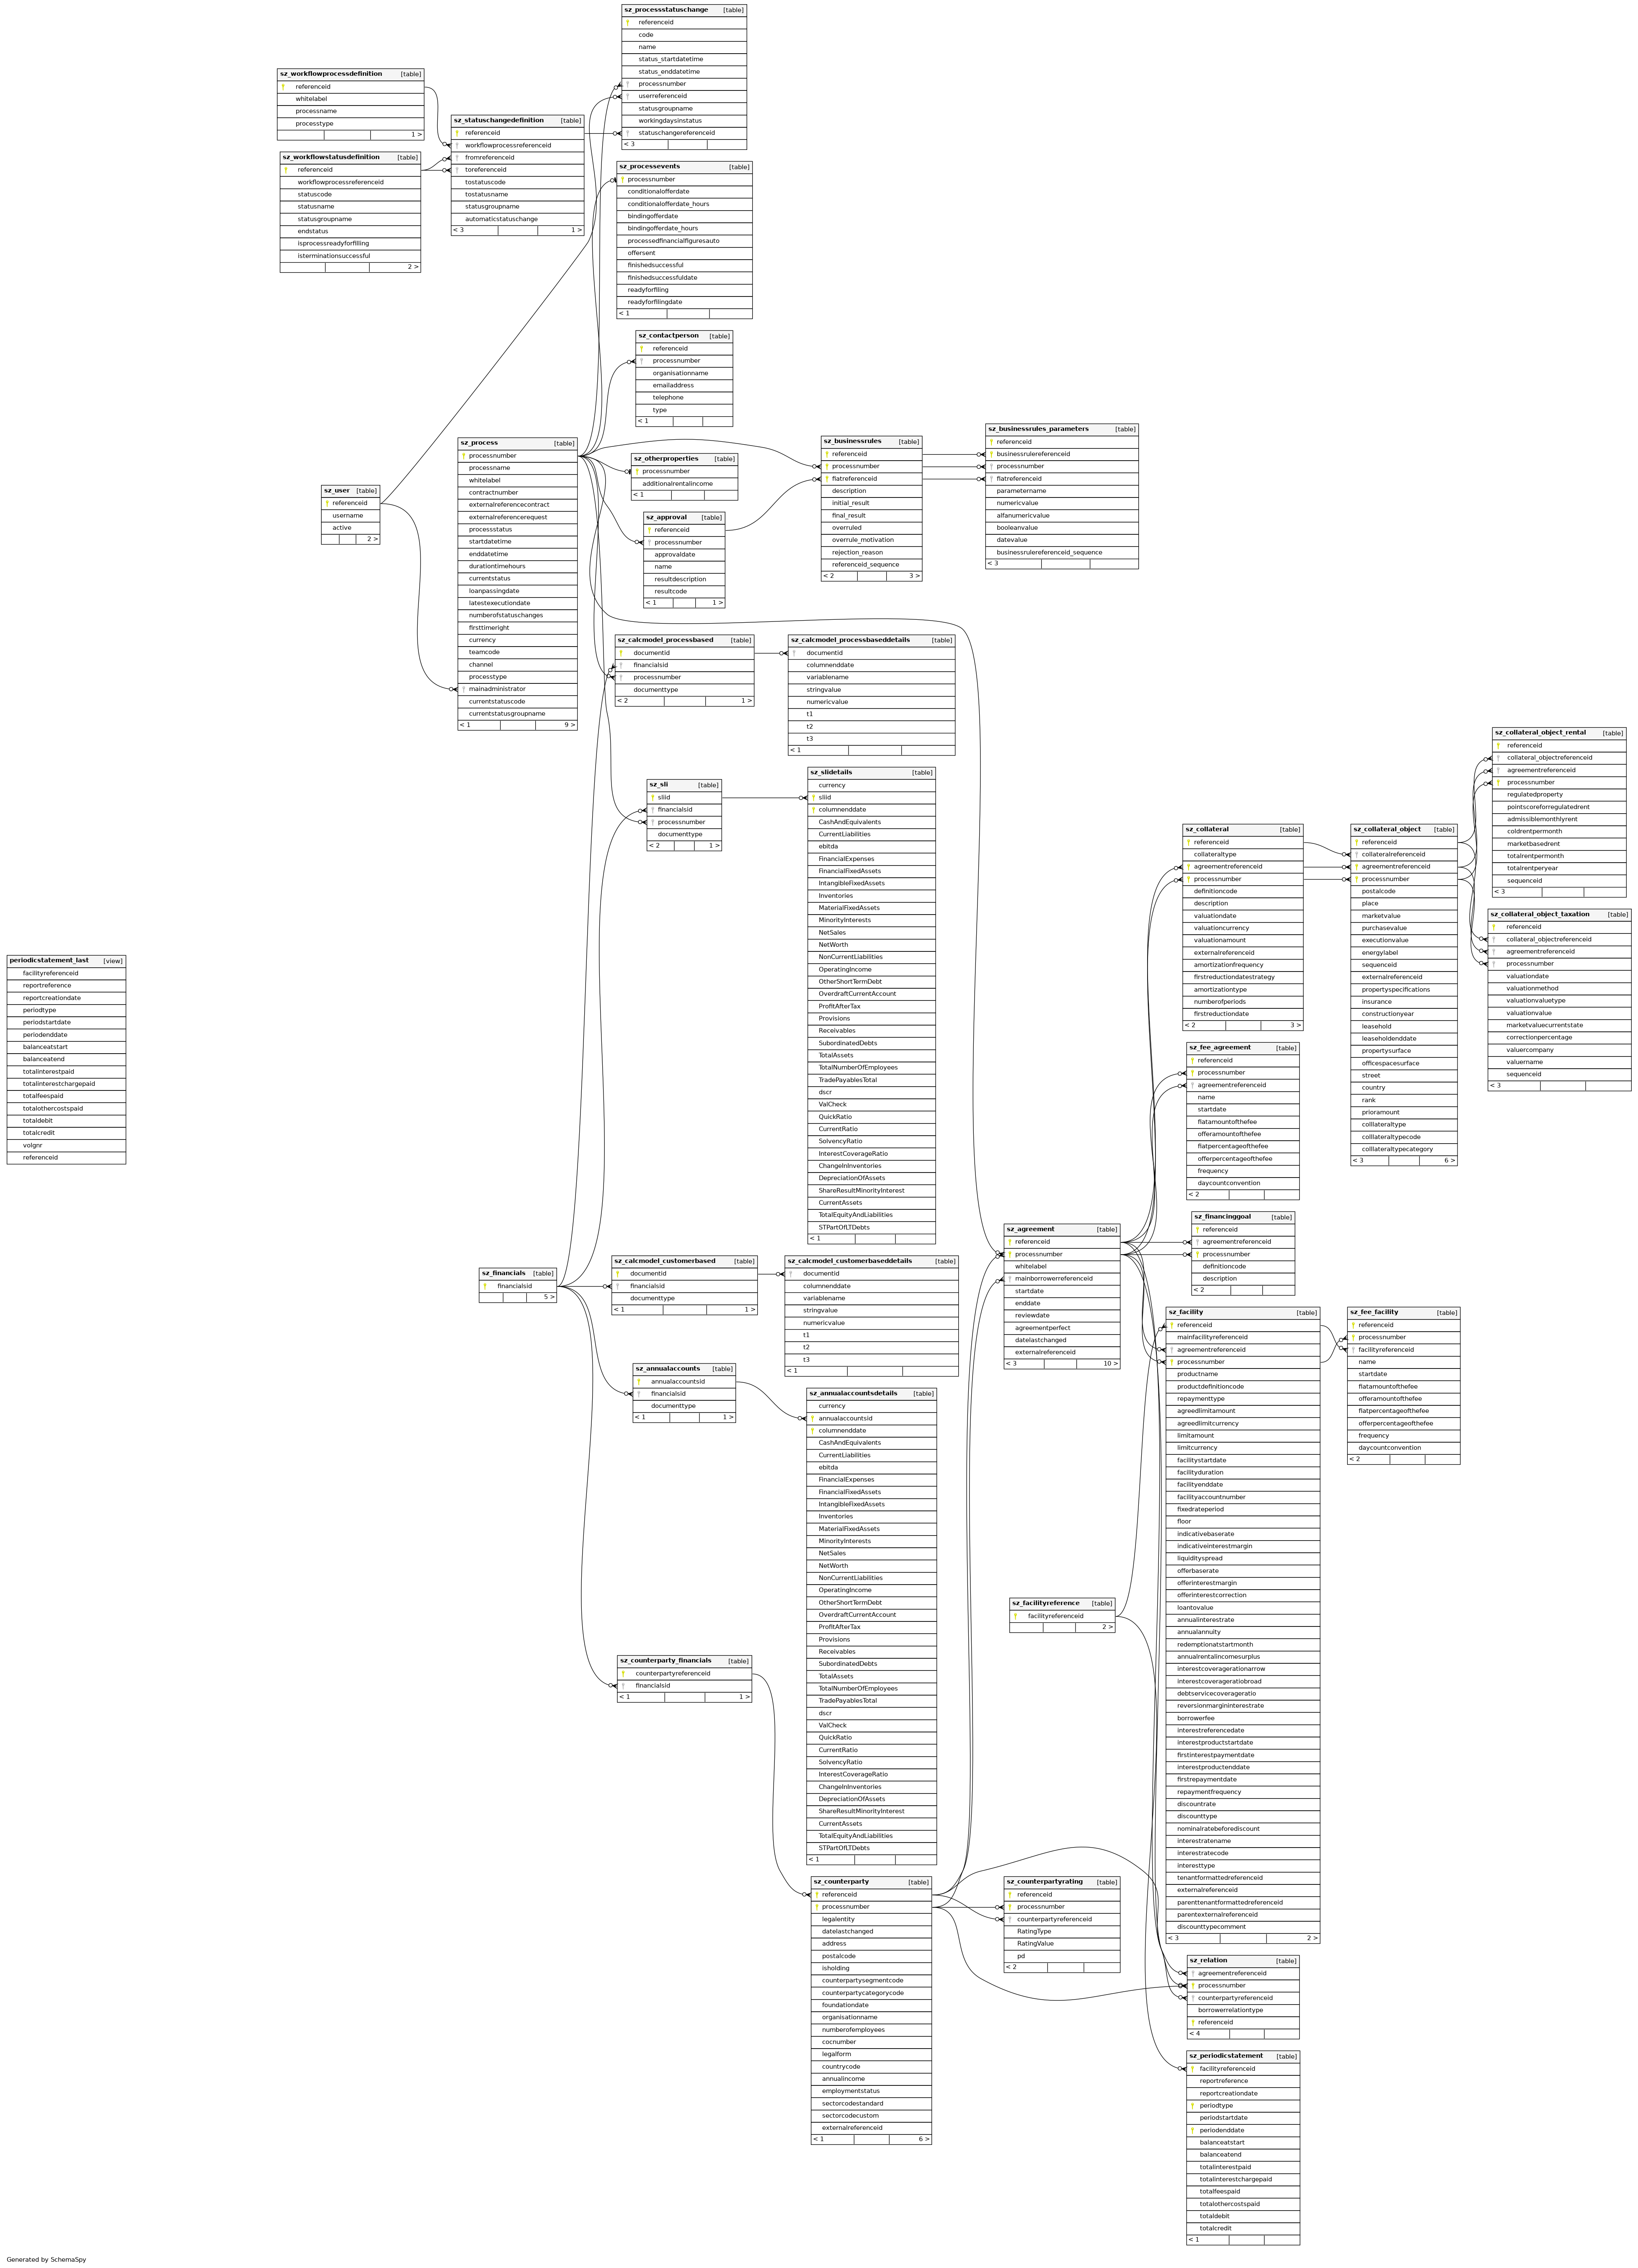 sz_processstatuschange [table]
referenceid
code
name
status_startdatetime
status_enddatetime
processnumber
userreferenceid
statusgroupname
workingdaysinstatus
statuschangereferenceid
< 3
sz_workflowprocessdefinition [table]
referenceid
whitelabel
processname
processtype
1 >
sz_statuschangedefinition [table]
referenceid
workflowprocessreferenceid
fromreferenceid
toreferenceid
tostatuscode
tostatusname
statusgroupname
automaticstatuschange
< 3 1 >
sz_workflowstatusdefinition [table]
referenceid
workflowprocessreferenceid
statuscode
statusname
statusgroupname
endstatus
isprocessreadyforfilling
isterminationsuccessful
2 >
sz_processevents [table]
processnumber
conditionalofferdate
conditionalofferdate_hours
bindingofferdate
bindingofferdate_hours
processedfinancialfiguresauto
offersent
finishedsuccessful
finishedsuccessfuldate
readyforfiling
readyforfilingdate
< 1
sz_contactperson [table]
referenceid
processnumber
organisationname
emailaddress
telephone
type
< 1
sz_process [table]
processnumber
processname
whitelabel
contractnumber
externalreferencecontract
externalreferencerequest
processstatus
startdatetime
enddatetime
durationtimehours
currentstatus
loanpassingdate
latestexecutiondate
numberofstatuschanges
firsttimeright
currency
teamcode
channel
processtype
mainadministrator
currentstatuscode
currentstatusgroupname
< 1 9 >
sz_user [table]
referenceid
username
active
2 >
sz_otherproperties [table]
processnumber
additionalrentalincome
< 1
sz_approval [table]
referenceid
processnumber
approvaldate
name
resultdescription
resultcode
< 1 1 >
sz_businessrules [table]
referenceid
processnumber
fiatreferenceid
description
initial_result
final_result
overruled
overrule_motivation
rejection_reason
referenceid_sequence
< 2 3 >
sz_businessrules_parameters [table]
referenceid
businessrulereferenceid
processnumber
fiatreferenceid
parametername
numericvalue
alfanumericvalue
booleanvalue
datevalue
businessrulereferenceid_sequence
< 3
sz_calcmodel_processbased [table]
documentid
financialsid
processnumber
documenttype
< 2 1 >
sz_calcmodel_processbaseddetails [table]
documentid
columnenddate
variablename
stringvalue
numericvalue
t1
t2
t3
< 1
sz_sli [table]
sliid
financialsid
processnumber
documenttype
< 2 1 >
sz_slidetails [table]
currency
sliid
columnenddate
CashAndEquivalents
CurrentLiabilities
ebitda
FinancialExpenses
FinancialFixedAssets
IntangibleFixedAssets
Inventories
MaterialFixedAssets
MinorityInterests
NetSales
NetWorth
NonCurrentLiabilities
OperatingIncome
OtherShortTermDebt
OverdraftCurrentAccount
ProfitAfterTax
Provisions
Receivables
SubordinatedDebts
TotalAssets
TotalNumberOfEmployees
TradePayablesTotal
dscr
ValCheck
QuickRatio
CurrentRatio
SolvencyRatio
InterestCoverageRatio
ChangeInInventories
DepreciationOfAssets
ShareResultMinorityInterest
CurrentAssets
TotalEquityAndLiabilities
STPartOfLTDebts
< 1
sz_collateral_object_rental [table]
referenceid
collateral_objectreferenceid
agreementreferenceid
processnumber
regulatedproperty
pointscoreforregulatedrent
admissiblemonthlyrent
coldrentpermonth
marketbasedrent
totalrentpermonth
totalrentperyear
sequenceid
< 3
sz_collateral [table]
referenceid
collateraltype
agreementreferenceid
processnumber
definitioncode
description
valuationdate
valuationcurrency
valuationamount
externalreferenceid
amortizationfrequency
firstreductiondatestrategy
amortizationtype
numberofperiods
firstreductiondate
< 2 3 >
sz_collateral_object [table]
referenceid
collateralreferenceid
agreementreferenceid
processnumber
postalcode
place
marketvalue
purchasevalue
executionvalue
energylabel
sequenceid
externalreferenceid
propertyspecifications
insurance
constructionyear
leasehold
leaseholdenddate
propertysurface
officespacesurface
street
country
rank
prioramount
colllateraltype
colllateraltypecode
colllateraltypecategory
< 3 6 >
sz_collateral_object_taxation [table]
referenceid
collateral_objectreferenceid
agreementreferenceid
processnumber
valuationdate
valuationmethod
valuationvaluetype
valuationvalue
marketvaluecurrentstate
correctionpercentage
valuercompany
valuername
sequenceid
< 3
periodicstatement_last [view]
facilityreferenceid
reportreference
reportcreationdate
periodtype
periodstartdate
periodenddate
balanceatstart
balanceatend
totalinterestpaid
totalinterestchargepaid
totalfeespaid
totalothercostspaid
totaldebit
totalcredit
volgnr
referenceid
sz_fee_agreement [table]
referenceid
processnumber
agreementreferenceid
name
startdate
fiatamountofthefee
offeramountofthefee
fiatpercentageofthefee
offerpercentageofthefee
frequency
daycountconvention
< 2
sz_financinggoal [table]
referenceid
agreementreferenceid
processnumber
definitioncode
description
< 2
sz_agreement [table]
referenceid
processnumber
whitelabel
mainborrowerreferenceid
startdate
enddate
reviewdate
agreementperfect
datelastchanged
externalreferenceid
< 3 10 >
sz_financials [table]
financialsid
5 >
sz_calcmodel_customerbased [table]
documentid
financialsid
documenttype
< 1 1 >
sz_calcmodel_customerbaseddetails [table]
documentid
columnenddate
variablename
stringvalue
numericvalue
t1
t2
t3
< 1
sz_annualaccounts [table]
annualaccountsid
financialsid
documenttype
< 1 1 >
sz_annualaccountsdetails [table]
currency
annualaccountsid
columnenddate
CashAndEquivalents
CurrentLiabilities
ebitda
FinancialExpenses
FinancialFixedAssets
IntangibleFixedAssets
Inventories
MaterialFixedAssets
MinorityInterests
NetSales
NetWorth
NonCurrentLiabilities
OperatingIncome
OtherShortTermDebt
OverdraftCurrentAccount
ProfitAfterTax
Provisions
Receivables
SubordinatedDebts
TotalAssets
TotalNumberOfEmployees
TradePayablesTotal
dscr
ValCheck
QuickRatio
CurrentRatio
SolvencyRatio
InterestCoverageRatio
ChangeInInventories
DepreciationOfAssets
ShareResultMinorityInterest
CurrentAssets
TotalEquityAndLiabilities
STPartOfLTDebts
< 1
sz_facility [table]
referenceid
mainfacilityreferenceid
agreementreferenceid
processnumber
productname
productdefinitioncode
repaymenttype
agreedlimitamount
agreedlimitcurrency
limitamount
limitcurrency
facilitystartdate
facilityduration
facilityenddate
facilityaccountnumber
fixedrateperiod
floor
indicativebaserate
indicativeinterestmargin
liquidityspread
offerbaserate
offerinterestmargin
offerinterestcorrection
loantovalue
annualinterestrate
annualannuity
redemptionatstartmonth
annualrentalincomesurplus
interestcoveragerationarrow
interestcoverageratiobroad
debtservicecoverageratio
reversionmargininterestrate
borrowerfee
interestreferencedate
interestproductstartdate
firstinterestpaymentdate
interestproductenddate
firstrepaymentdate
repaymentfrequency
discountrate
discounttype
nominalratebeforediscount
interestratename
interestratecode
interesttype
tenantformattedreferenceid
externalreferenceid
parenttenantformattedreferenceid
parentexternalreferenceid
discounttypecomment
< 3 2 >
sz_fee_facility [table]
referenceid
processnumber
facilityreferenceid
name
startdate
fiatamountofthefee
offeramountofthefee
fiatpercentageofthefee
offerpercentageofthefee
frequency
daycountconvention
< 2
sz_facilityreference [table]
facilityreferenceid
2 >
sz_counterparty_financials [table]
counterpartyreferenceid
financialsid
< 1 1 >
sz_counterparty [table]
referenceid
processnumber
legalentity
datelastchanged
address
postalcode
isholding
counterpartysegmentcode
counterpartycategorycode
foundationdate
organisationname
numberofemployees
cocnumber
legalform
countrycode
annualincome
employmentstatus
sectorcodestandard
sectorcodecustom
externalreferenceid
< 1 6 >
sz_counterpartyrating [table]
referenceid
processnumber
counterpartyreferenceid
RatingType
RatingValue
pd
< 2
sz_relation [table]
agreementreferenceid
processnumber
counterpartyreferenceid
borrowerrelationtype
referenceid
< 4
sz_periodicstatement [table]
facilityreferenceid
reportreference
reportcreationdate
periodtype
periodstartdate
periodenddate
balanceatstart
balanceatend
totalinterestpaid
totalinterestchargepaid
totalfeespaid
totalothercostspaid
totaldebit
totalcredit
< 1
Generated by SchemaSpy